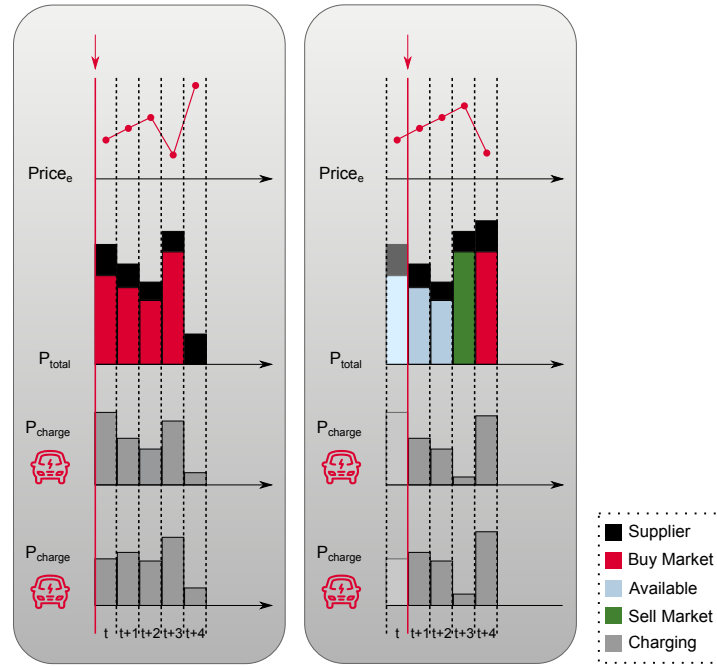 Price_e
P_total
P_charge
P_charge
t t+1 t+2 t+3 t+4
Price_e
P_total
P_charge
P_charge
t t+1 t+2 t+3 t+4
Supplier
Buy Market
Available
Sell Market
Charging